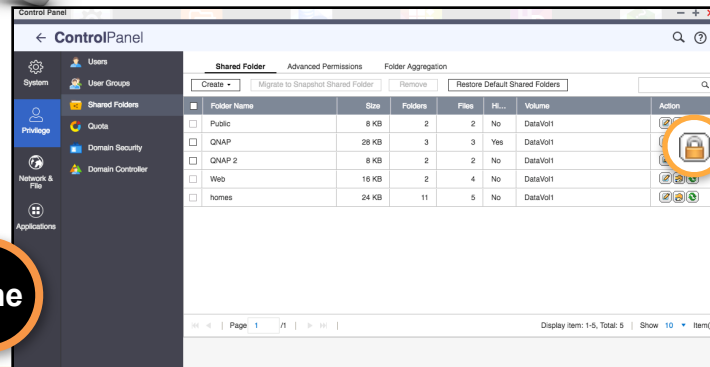 Control Panel
ControlPanel
System
Privilege
Network &
File
Applications
Users
User Groups
Shared Folders
Quota
Domain Security
Domain Controller
Shared Folder Advanced Permissions Folder Aggregation
Create Migrate to Snapshot Shared Folder Remove Restore Default Shared Folders
Folder Name Size Folders Files Hi... Volume Action
Public 8 KB 2 2 No DataVol1
QNAP 28 KB 3 3 Yes DataVol1
QNAP 2 8 KB 2 2 No DataVol1
Web 16 KB 2 4 No DataVol1
homes 24 KB 11 5 No DataVol1
Page 1 /1 Display item: 1-5, Total: 5 | Show 10 Item(